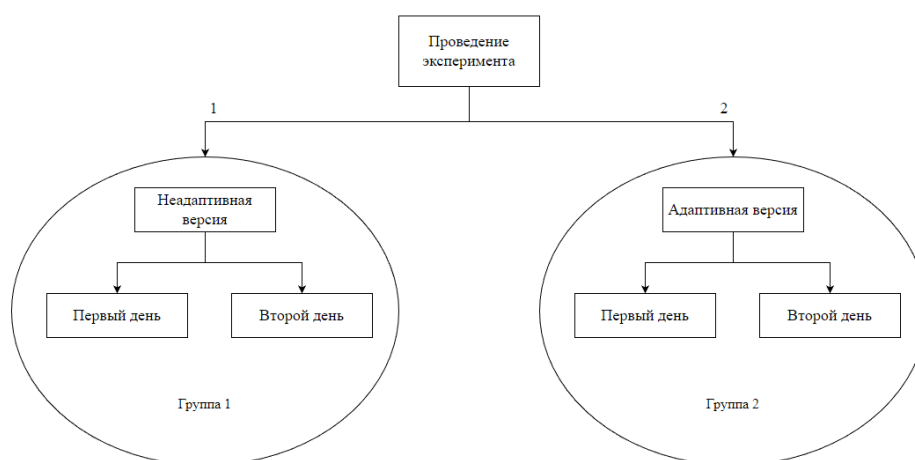 Проведение
эксперимента
1
2
Неадаптивная
версия
Адаптивная версия
Первый день
Второй день
Первый день
Второй день
Группа 1
Группа 2